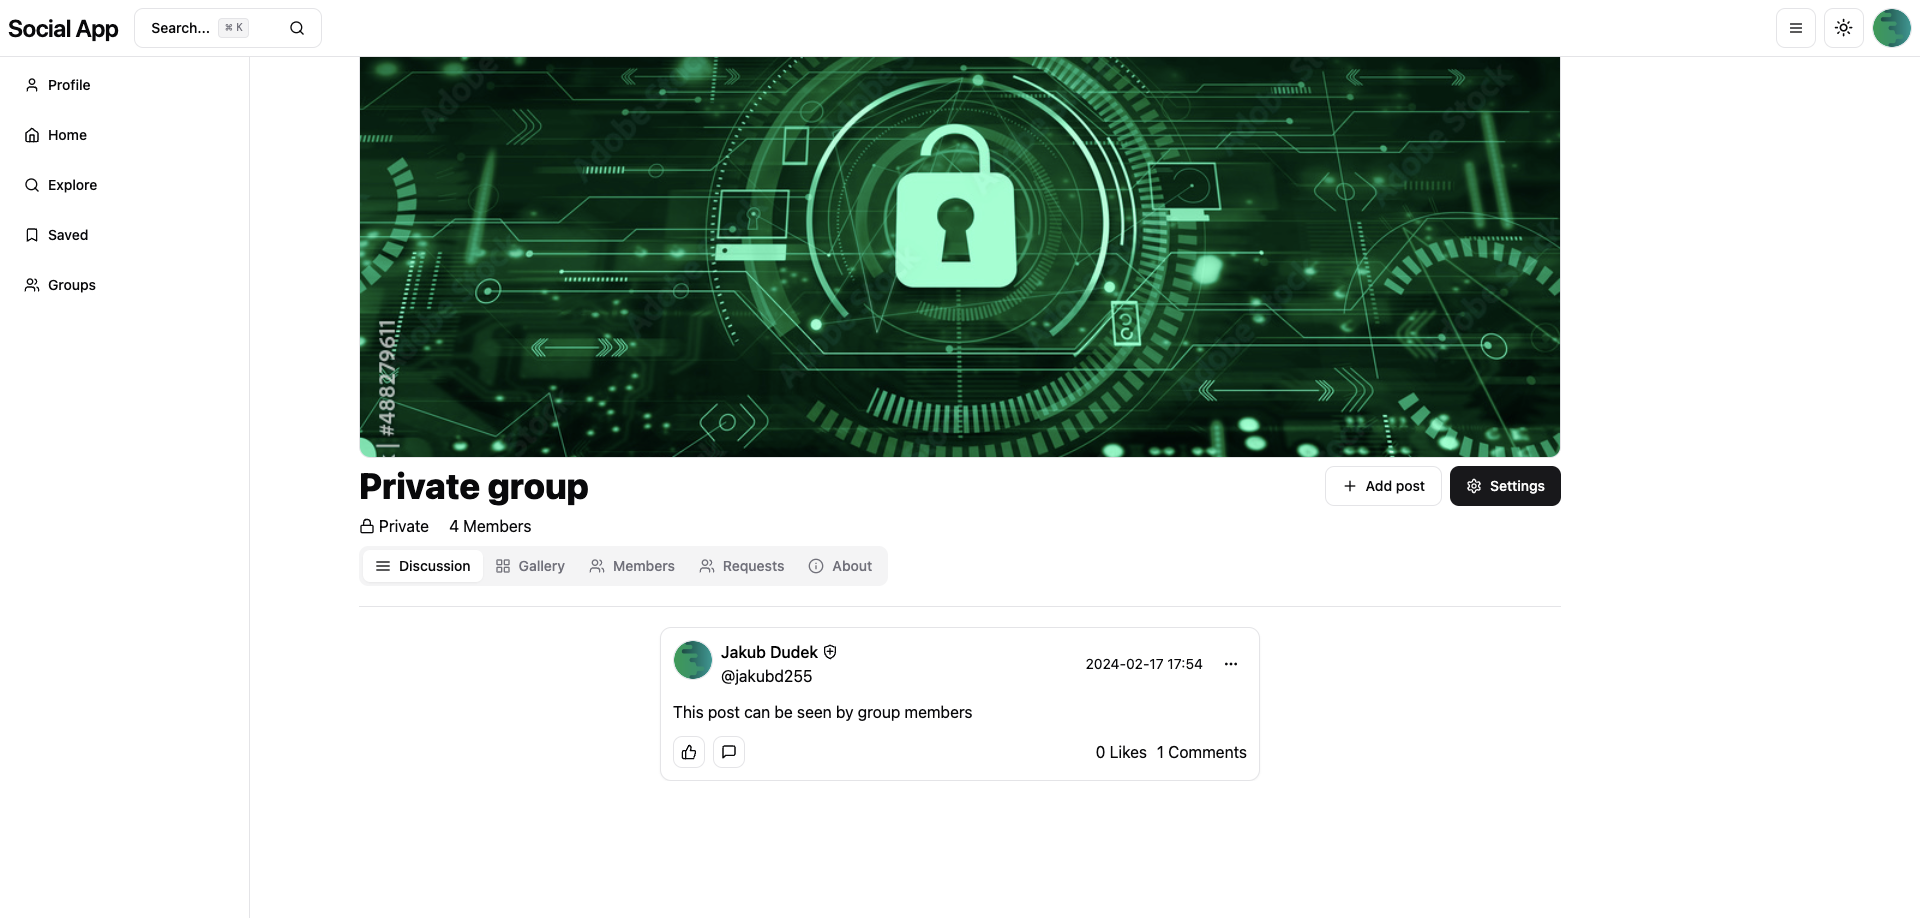 Social App
Search... ⌘ K
Profile
Home
Explore
Saved
Groups
Adobe Stock
| #488279611
Private group
Add post
Settings
Private 4 Members
Discussion Gallery Members Requests About
Jakub Dudek
@jakubd255
2024-02-17 17:54
This post can be seen by group members
0 Likes 1 Comments